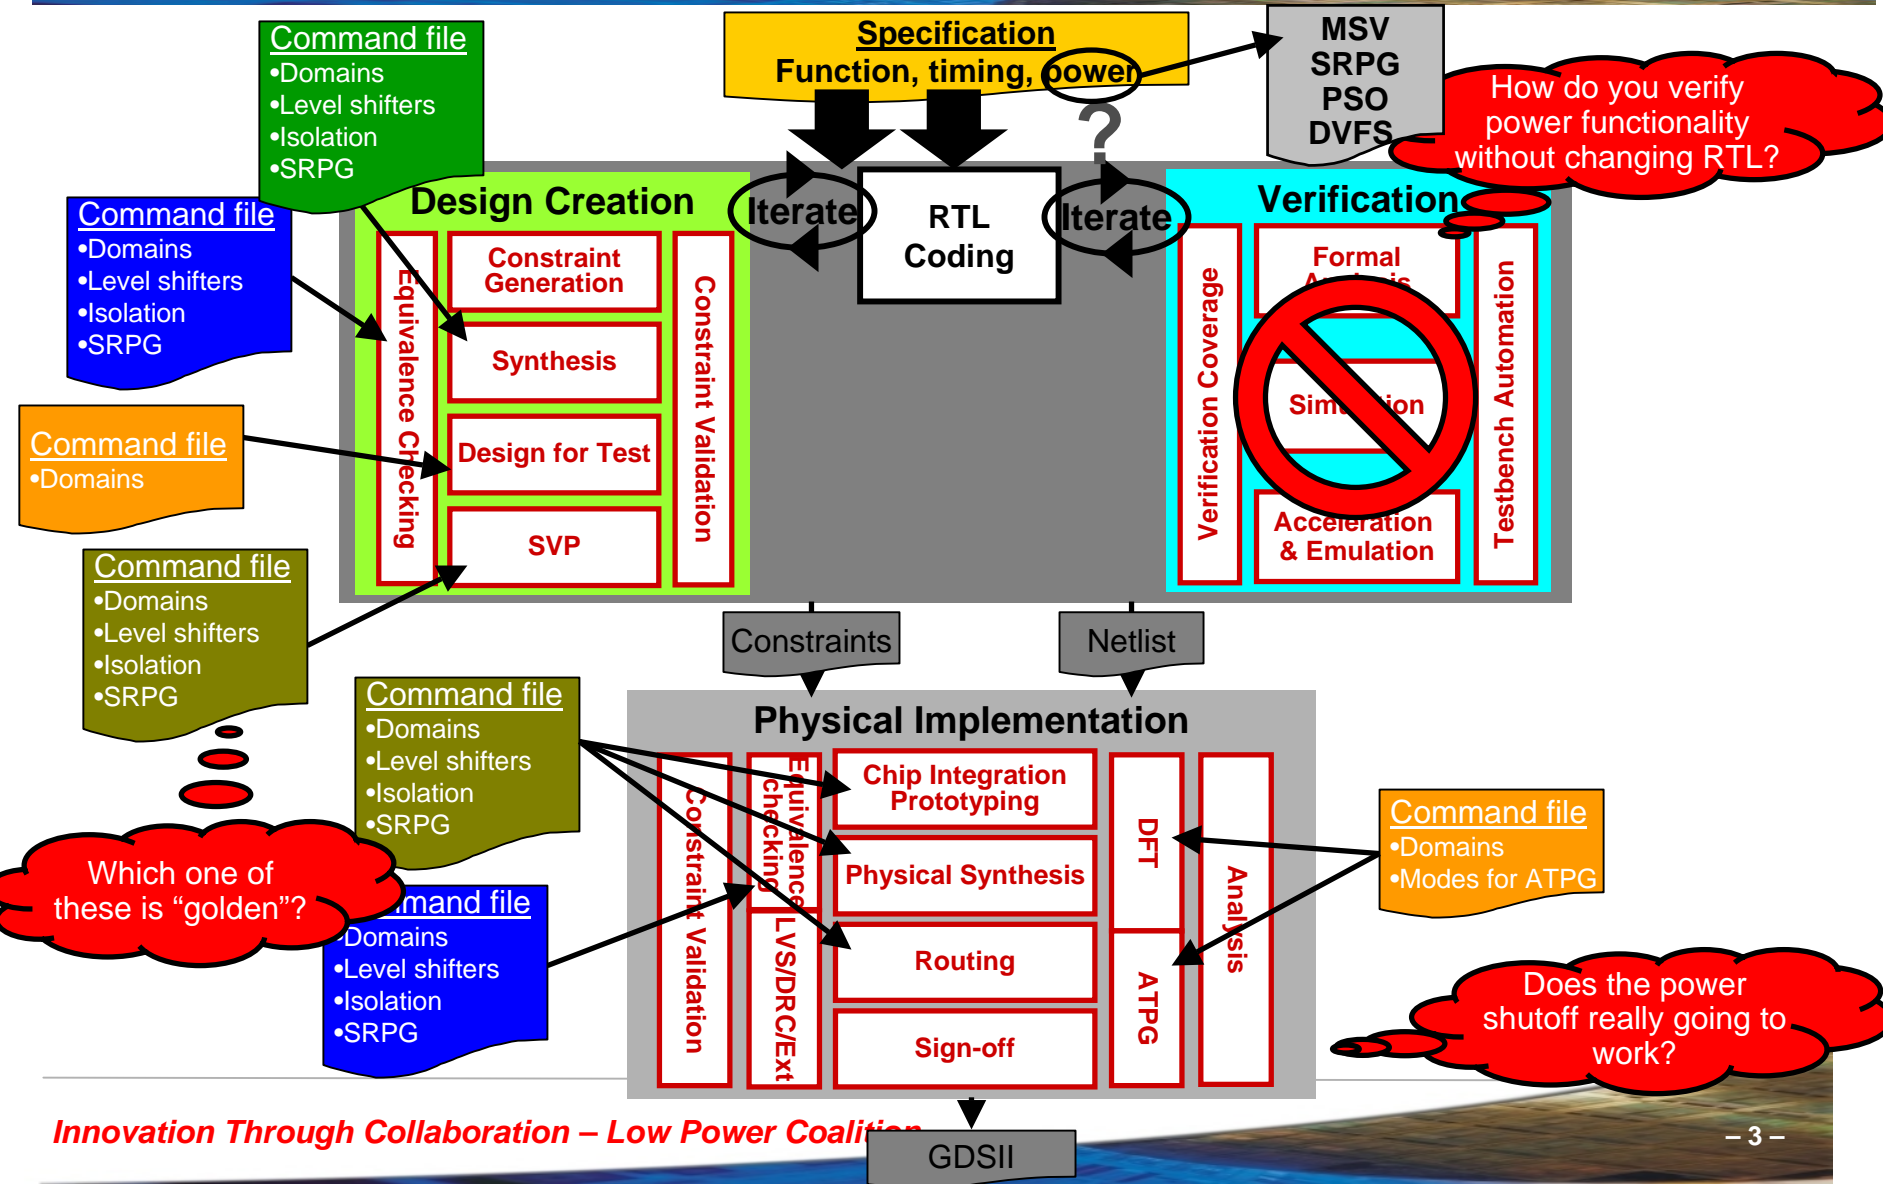 Command file
•Domains
•Level shifters
•Isolation
•SRPG
Specification
Function, timing, power
MSV
SRPG
PSO
DVFS
How do you verify
power functionality
without changing RTL?
?
Command file
•Domains
•Level shifters
•Isolation
•SRPG
Design Creation
Iterate
RTL
Coding
Iterate
Verification
Equivalence Checking
Constraint
Generation
Synthesis
Design for Test
SVP
Constraint Validation
Verification Coverage
Formal
Simulation
Acceleration
& Emulation
Testbench Automation
Command file
•Domains
Command file
•Domains
•Level shifters
•Isolation
•SRPG
Constraints
Netlist
Command file
•Domains
•Level shifters
•Isolation
•SRPG
Physical Implementation
Constraint Validation
Equivalence
checking
LVS/DRC/Ext
Chip Integration
Prototyping
Physical Synthesis
Routing
Sign-off
DFT
ATPG
Analysis
Command file
•Domains
•Modes for ATPG
Which one of
these is “golden”?
mmand file
•Domains
•Level shifters
•Isolation
•SRPG
Does the power
shutoff really going to
work?
Innovation Through Collaboration – Low Power Coalition
GDSII
– 3 –